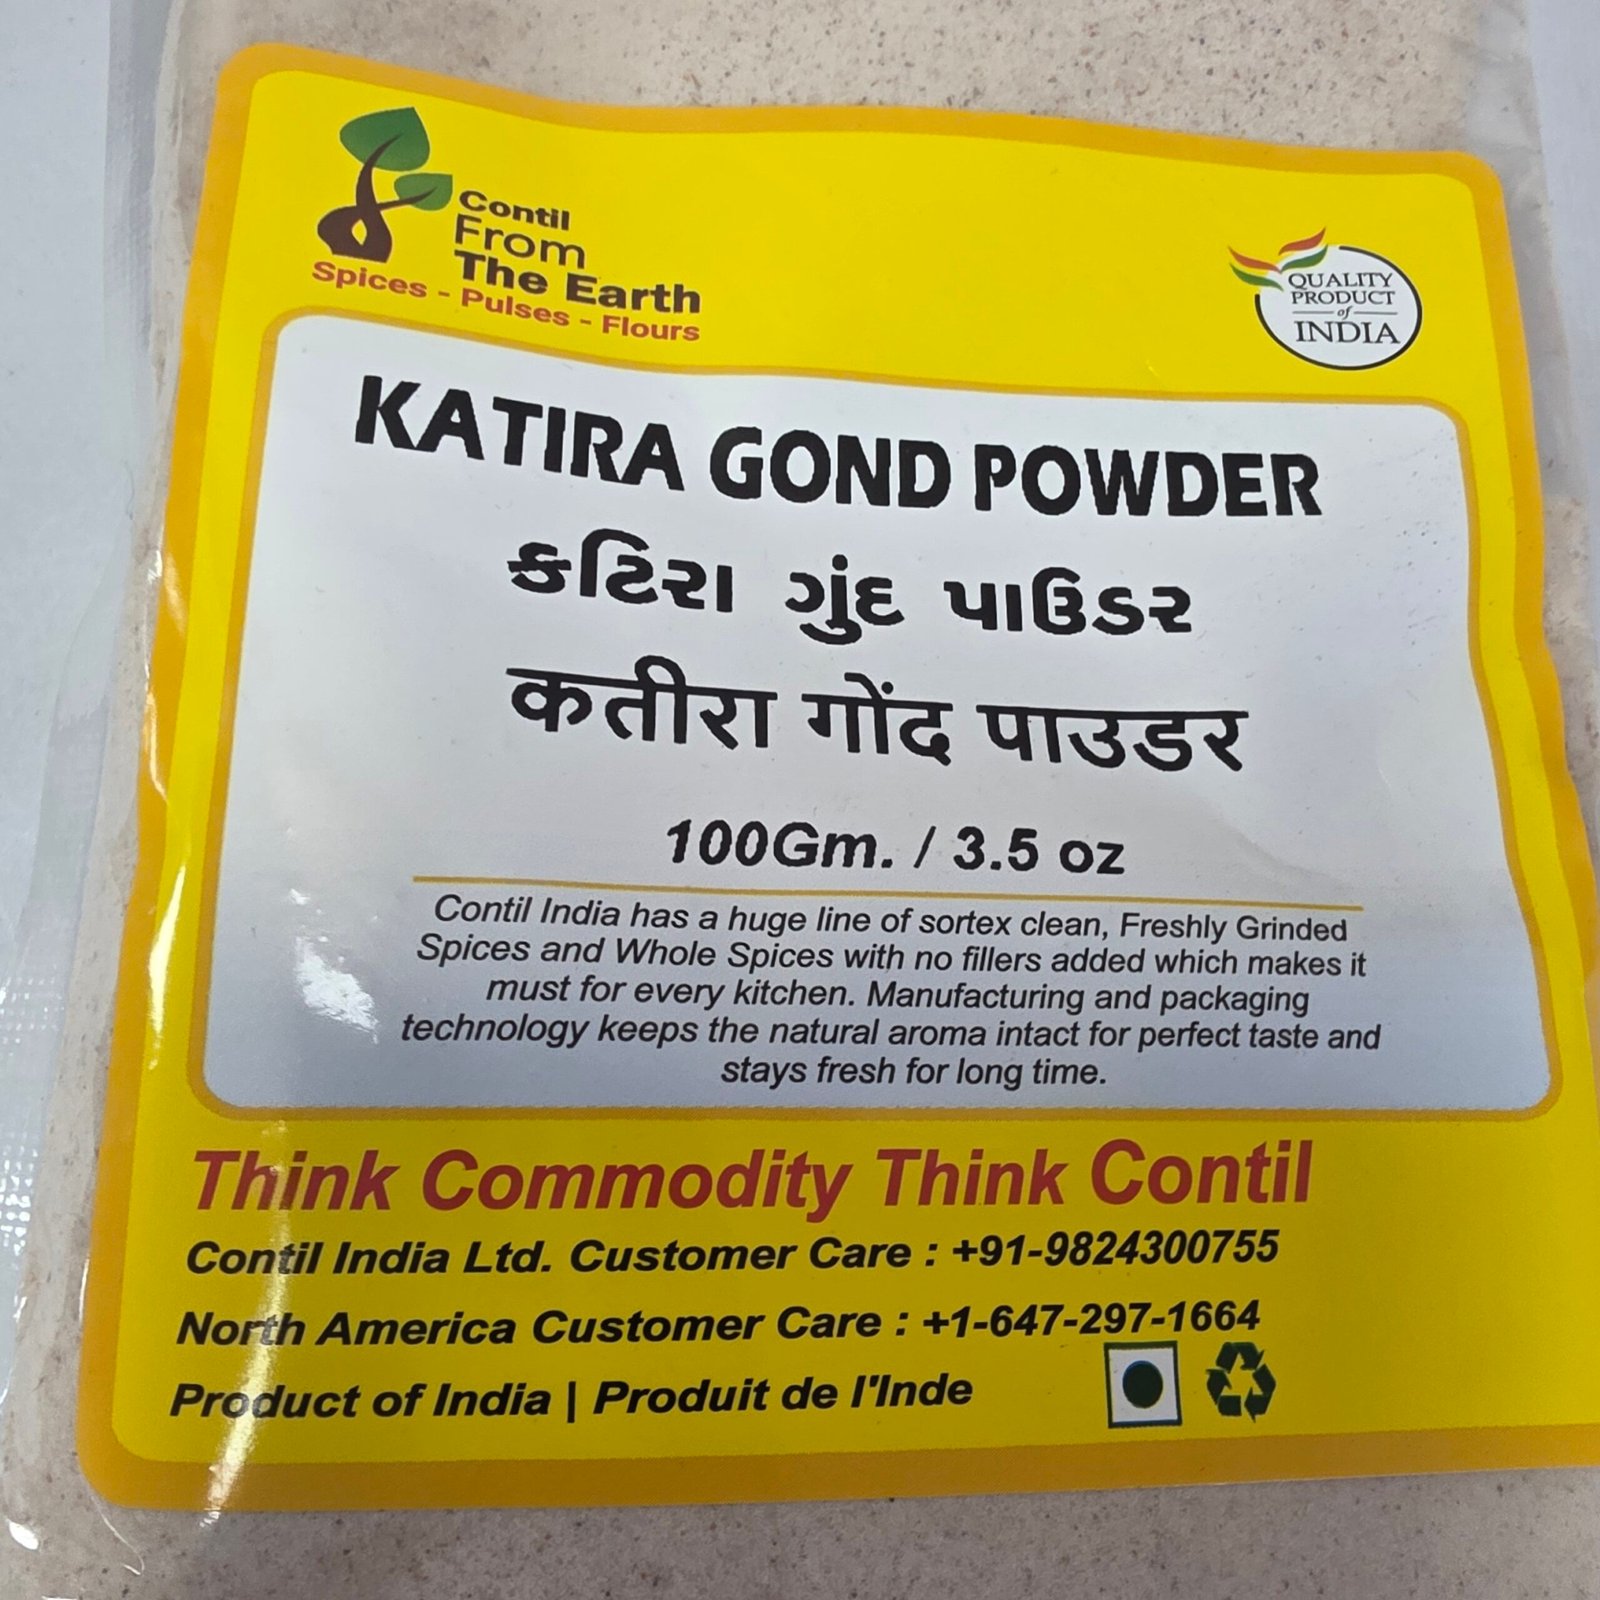 Contil
From
The Earth
Spices - Pulses - Flours
QUALITY
PRODUCT
of
INDIA
KATIRA GOND POWDER
કટિરા ગુંદ પાઉડર
कतीरा गोंद पाउडर
100Gm. / 3.5 oz
Contil India has a huge line of sortex clean, Freshly Grinded
Spices and Whole Spices with no fillers added which makes it
must for every kitchen. Manufacturing and packaging
technology keeps the natural aroma intact for perfect taste and
stays fresh for long time.
Think Commodity Think Contil
Contil India Ltd. Customer Care : +91-9824300755
North America Customer Care : +1-647-297-1664
Product of India | Produit de l'Inde